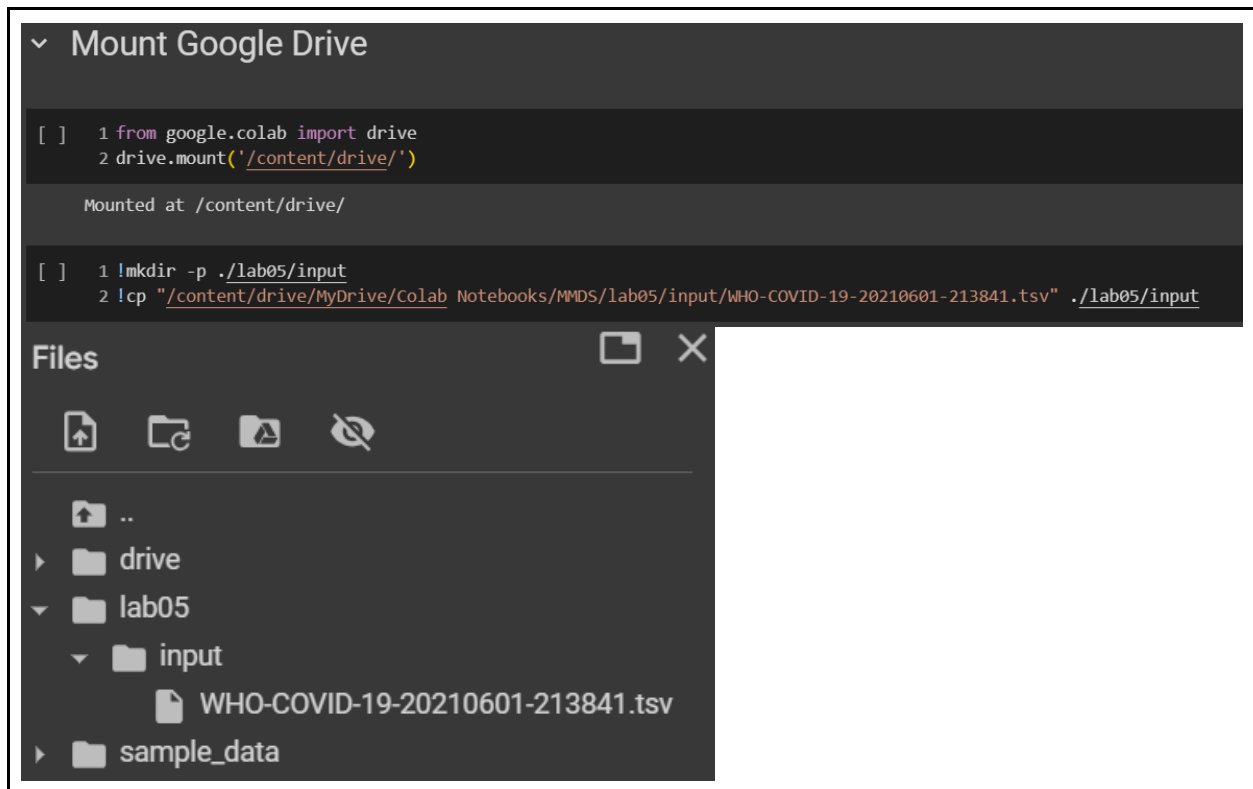 Mount Google Drive
[ ] 1 from google.colab import drive
2 drive.mount('/content/drive/')
Mounted at /content/drive/
[ ] 1 !mkdir -p ./lab05/input
2 !cp "/content/drive/MyDrive/Colab Notebooks/MMDS/lab05/input/WHO-COVID-19-20210601-213841.tsv" ./lab05/input
Files
..
drive
lab05
input
WHO-COVID-19-20210601-213841.tsv
sample_data